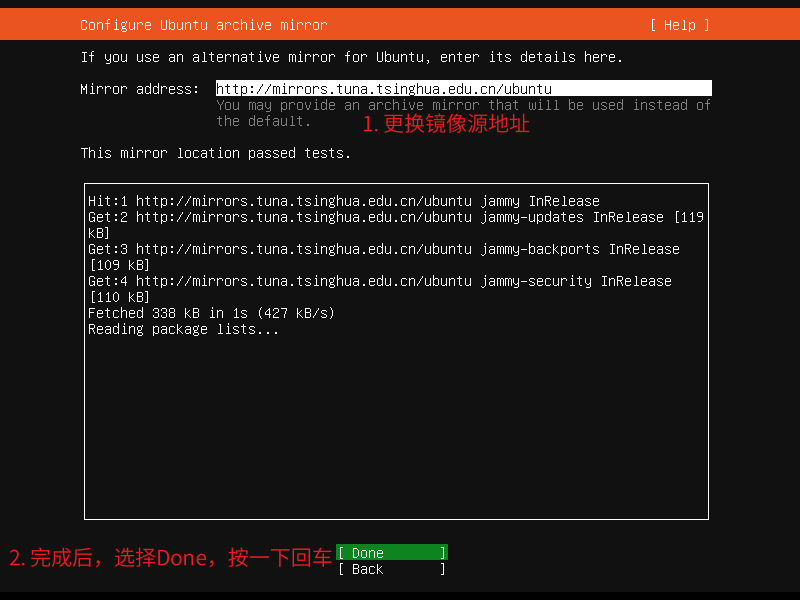 Configure Ubuntu archive mirror [ Help ]
If you use an alternative mirror for Ubuntu, enter its details here.
Mirror address: http://mirrors.tuna.tsinghua.edu.cn/ubuntu
You may provide an archive mirror that will be used instead of
the default.
1. 更换镜像源地址
This mirror location passed tests.
Hit:1 http://mirrors.tuna.tsinghua.edu.cn/ubuntu jammy InRelease
Get:2 http://mirrors.tuna.tsinghua.edu.cn/ubuntu jammy-updates InRelease [119
kB]
Get:3 http://mirrors.tuna.tsinghua.edu.cn/ubuntu jammy-backports InRelease
[109 kB]
Get:4 http://mirrors.tuna.tsinghua.edu.cn/ubuntu jammy-security InRelease
[110 kB]
Fetched 338 kB in 1s (427 kB/s)
Reading package lists...
2. 完成后，选择Done，按一下回车
[ Done ]
[ Back ]